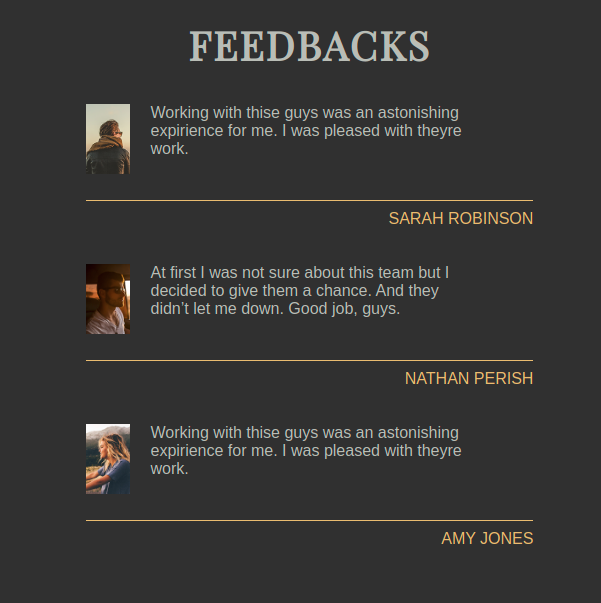 FEEDBACKS
Working with thise guys was an astonishing
expirience for me. I was pleased with theyre
work.
SARAH ROBINSON
At first I was not sure about this team but I
decided to give them a chance. And they
didn’t let me down. Good job, guys.
NATHAN PERISH
Working with thise guys was an astonishing
expirience for me. I was pleased with theyre
work.
AMY JONES